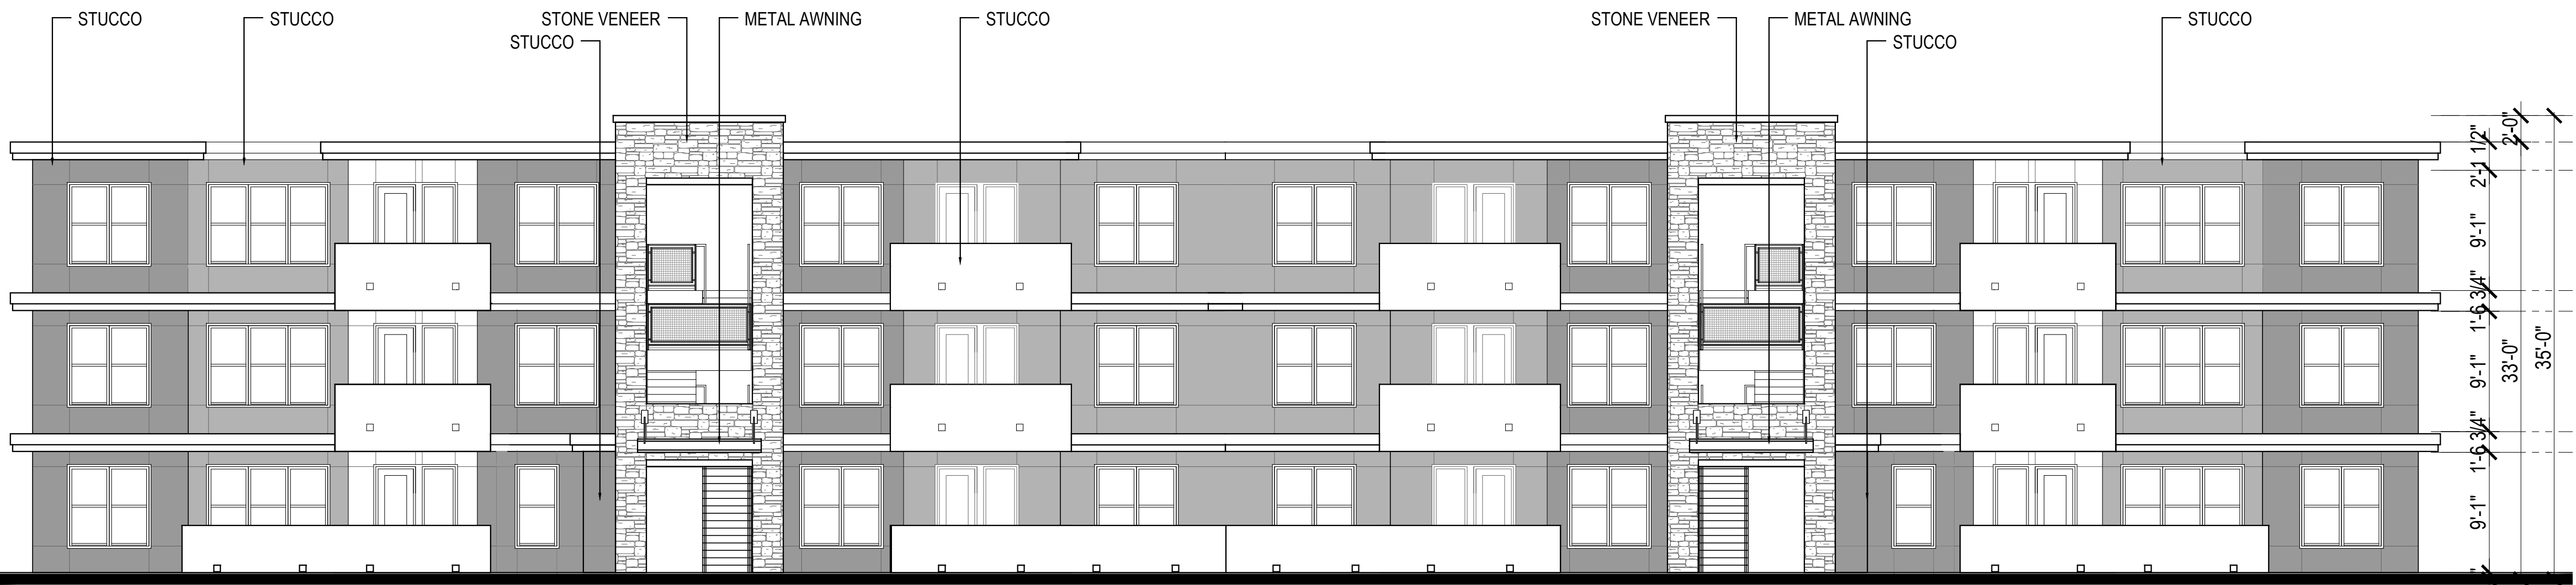 STUCCO
STUCCO
STONE VENEER
METAL AWNING
STUCCO
STONE VENEER
METAL AWNING
STUCCO
STUCCO
STUCCO
2'-0"
2'-1 1/2"
9'-1"
1'-6 3/4"
9'-1"
33'-0"
35'-0"
1'-6 3/4"
9'-1"